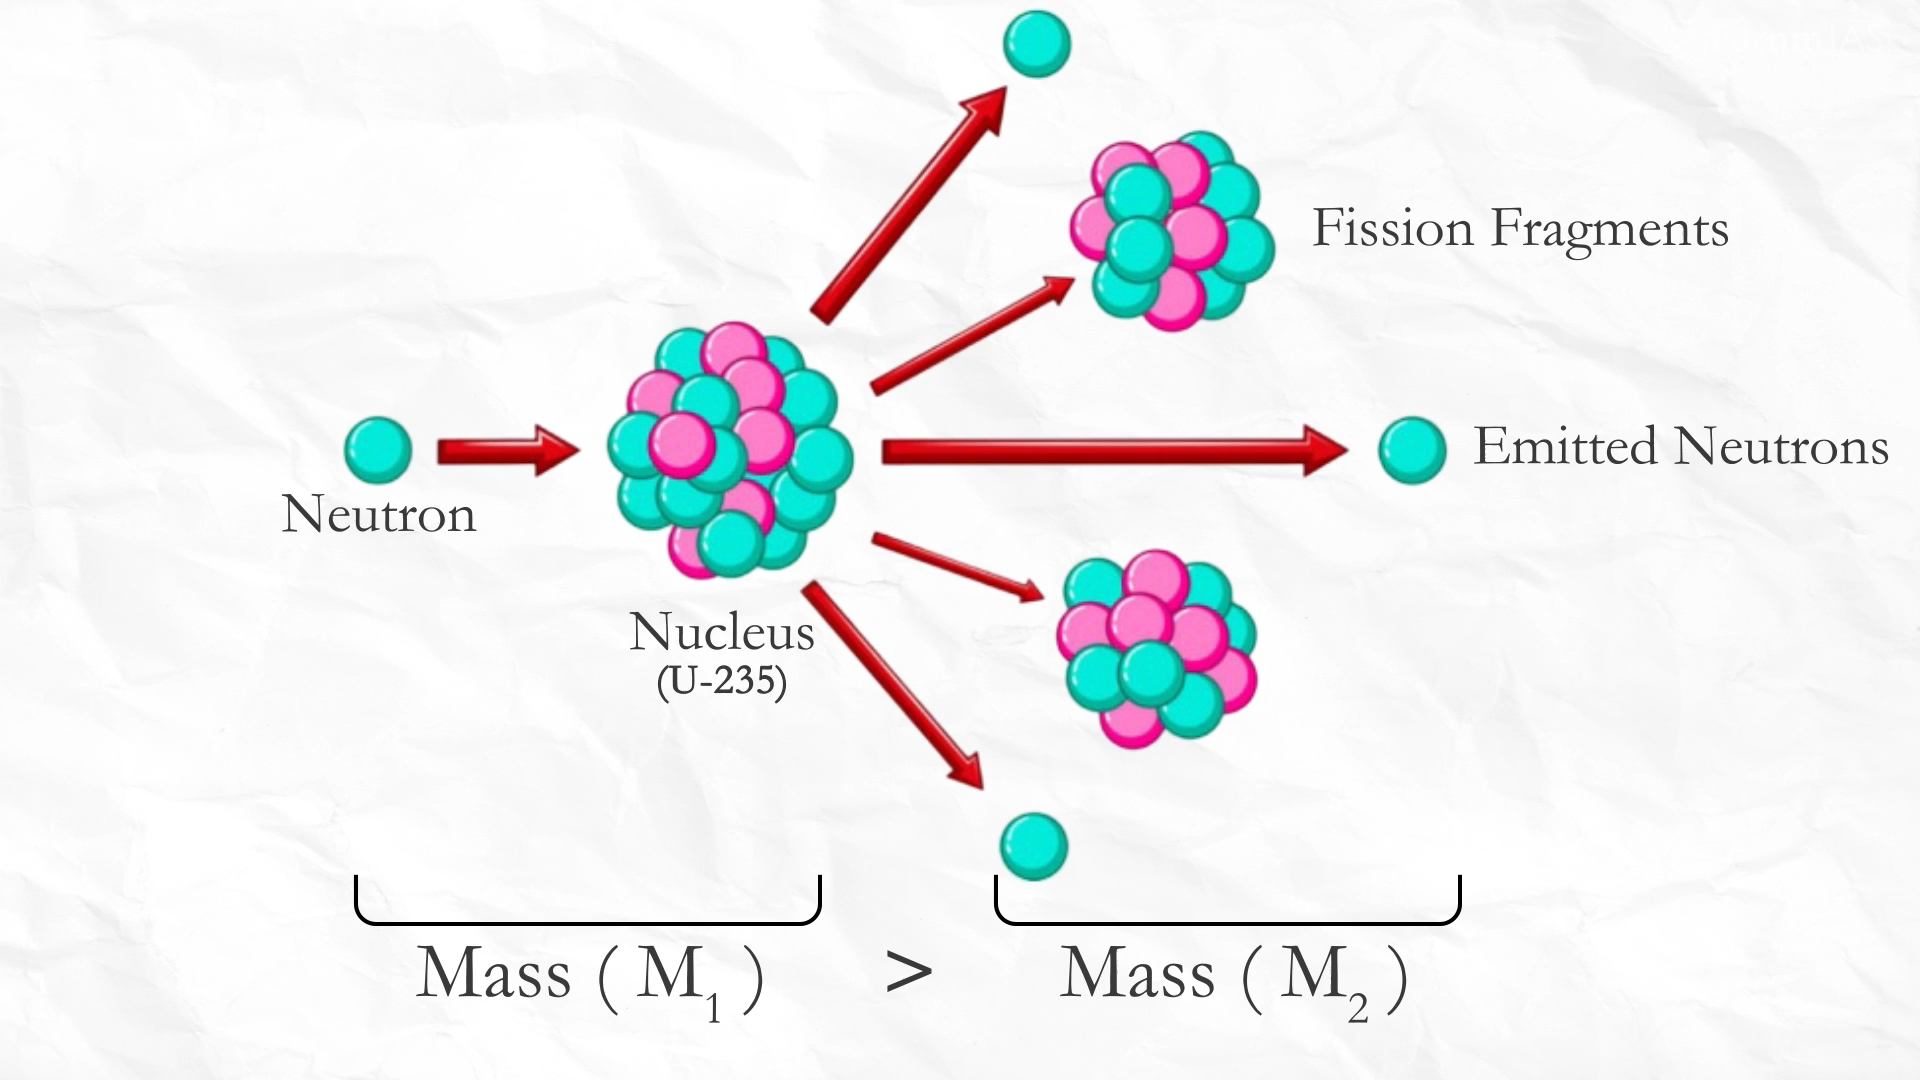 Fission Fragments
Emitted Neutrons
Neutron
Nucleus
(U-235)
Mass ( M₁ ) > Mass ( M₂ )